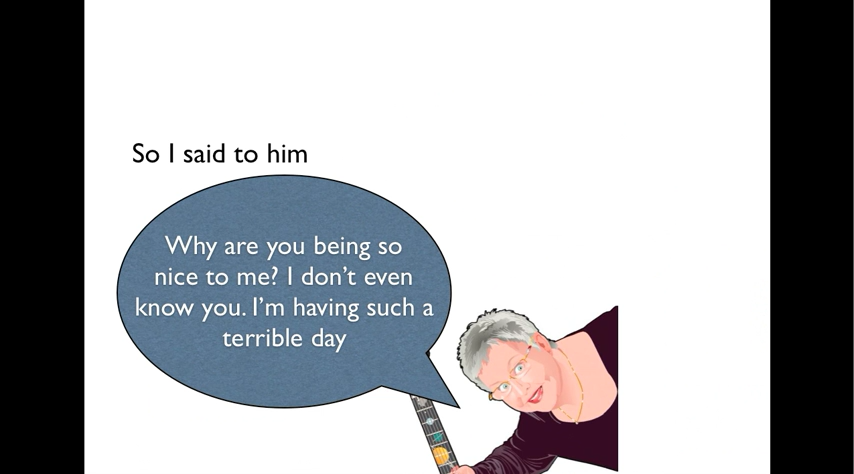 So I said to him
Why are you being so
nice to me? I don't even
know you. I'm having such a
terrible day